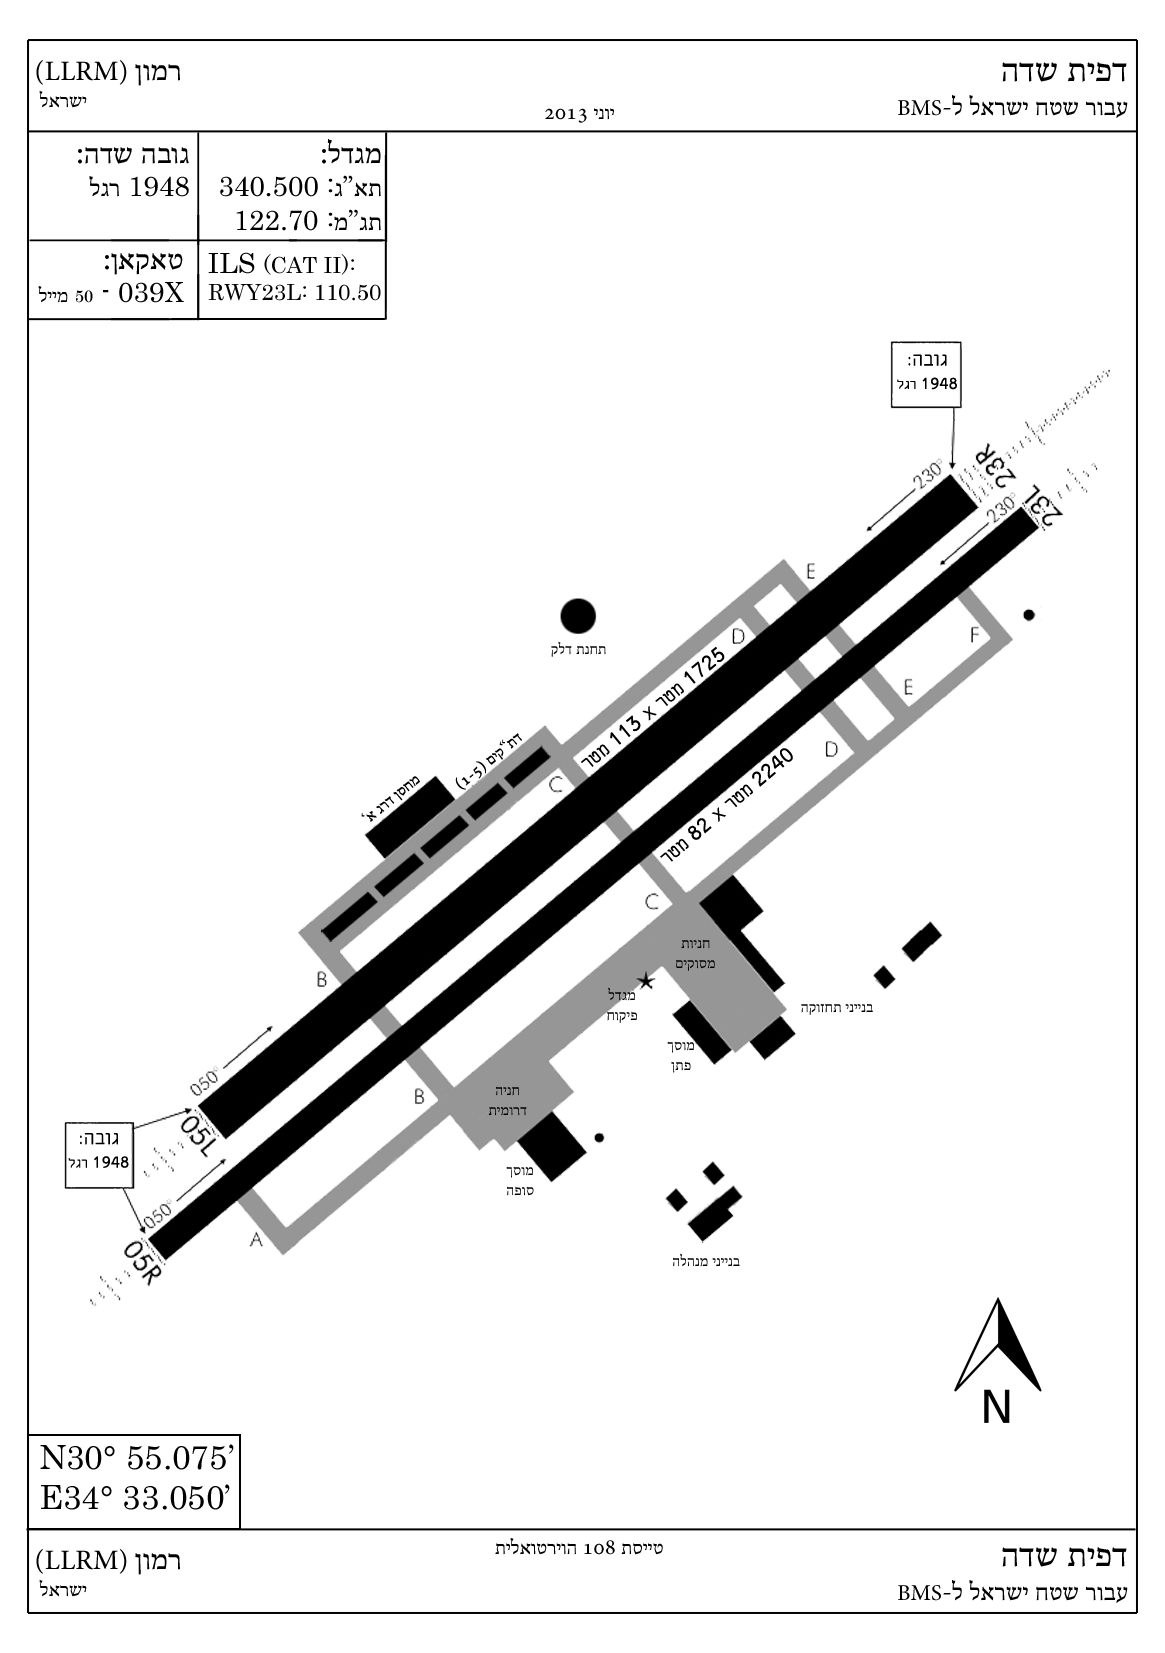 דפית שדה
עבור שטח ישראל ל-BMS
יוני 2013
רמון (LLRM)
ישראל
מגדל:
תא"ג: 340.500
תג"מ: 122.70
גובה שדה:
1948 רגל
ILS (CAT II):
RWY23L: 110.50
טאקאן:
039X - 50 מייל
גובה:
1948 רגל
230°
23R
230°
23L
E
D
F
תחנת דלק
1725 מטר x 113 מטר
E
D
דת"קים (1-5)
מחסן דרג א'
C
2240 מטר x 82 מטר
C
חניות
מסוקים
B
מגדל
פיקוח
בנייני תחזוקה
מוסך
פתן
050°
B
חניה
דרומית
05L
גובה:
1948 רגל
מוסך
סופה
050°
A
05R
בנייני מנהלה
N
N30° 55.075'
E34° 33.050'
דפית שדה
עבור שטח ישראל ל-BMS
טייסת 108 הוירטואלית
רמון (LLRM)
ישראל